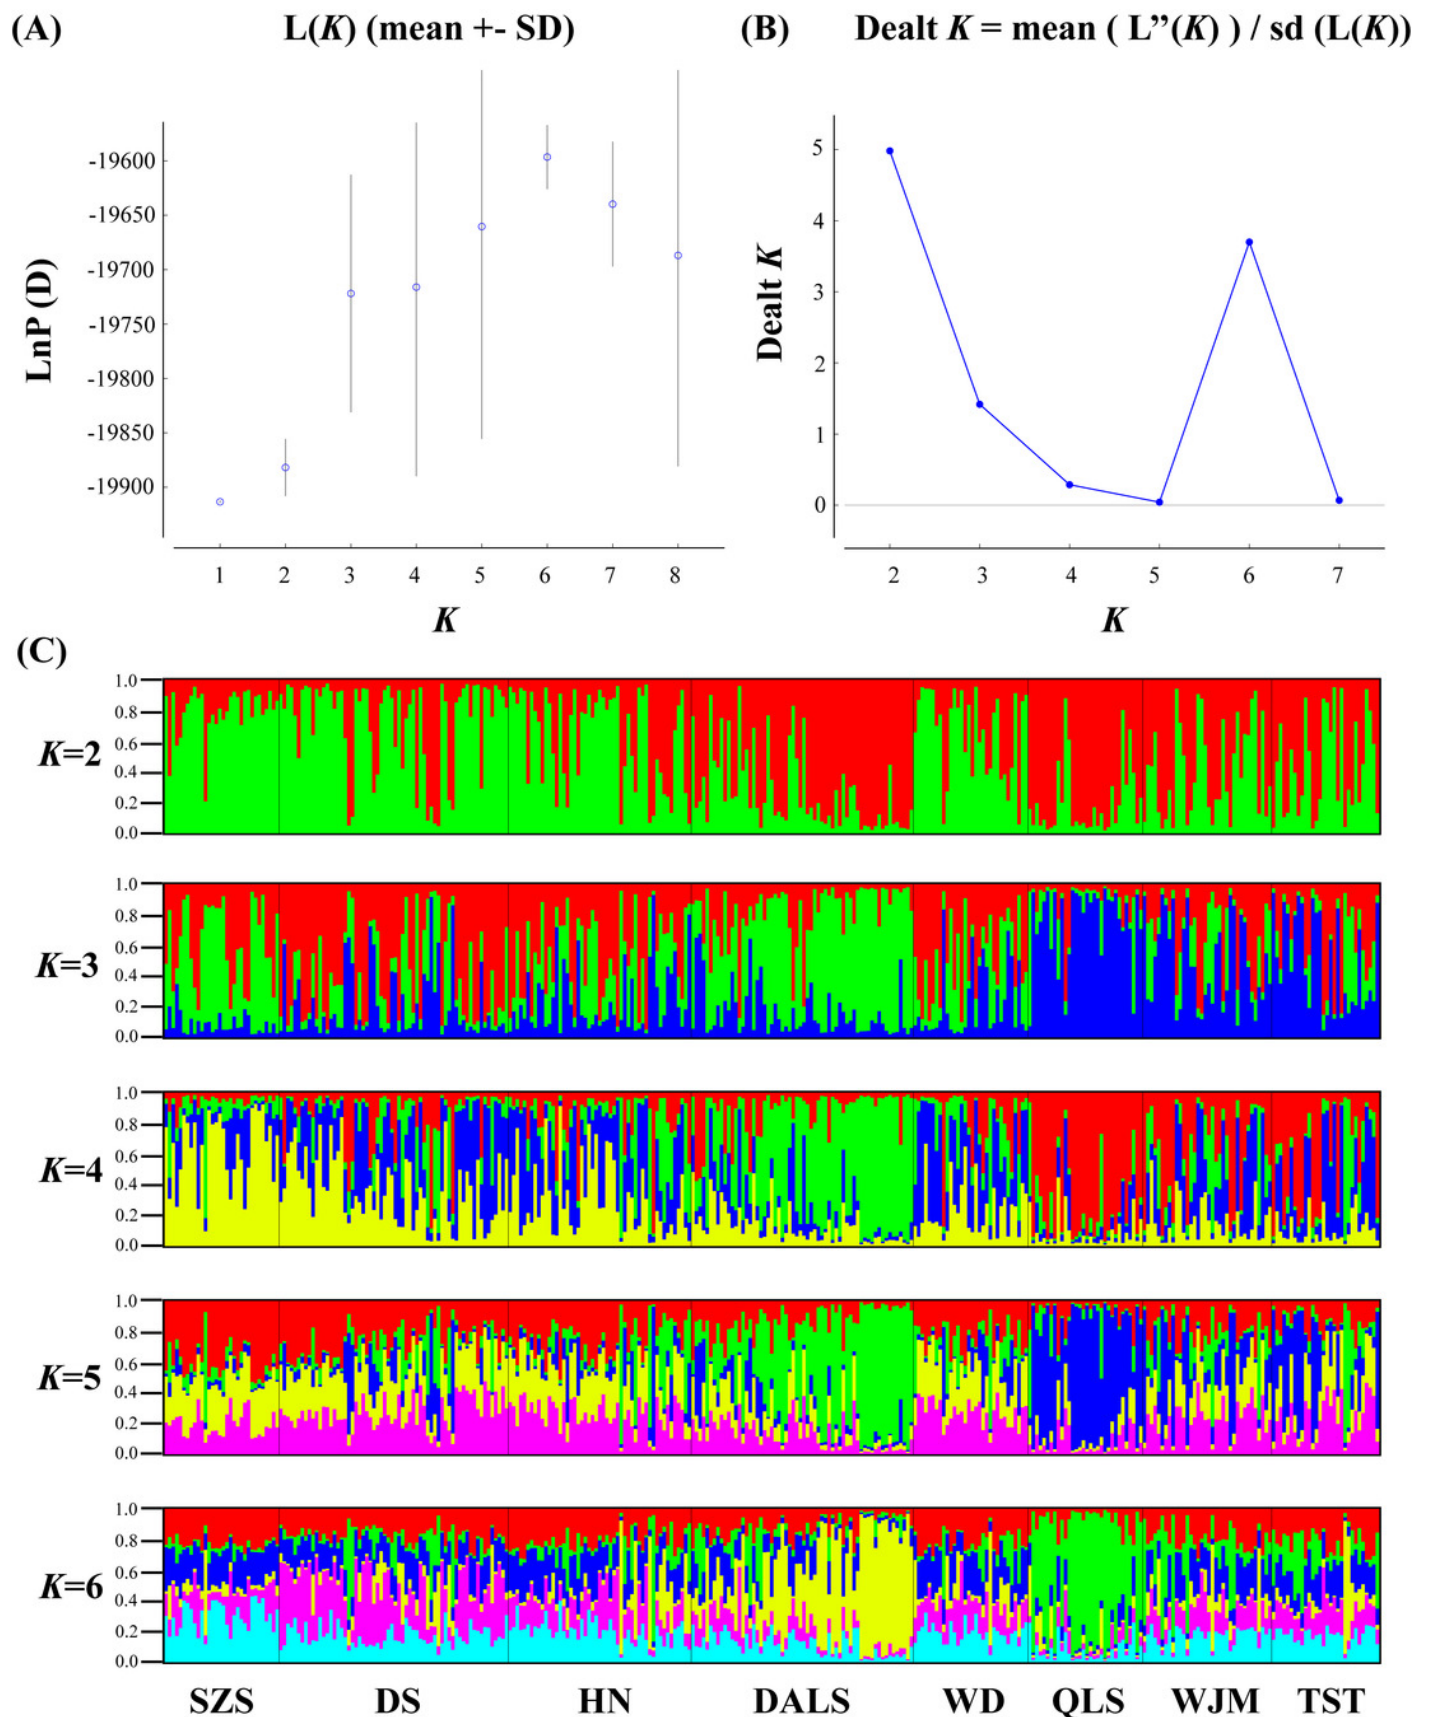 (A) L(K) (mean +- SD)
LnP (D)
-19600
-19650
-19700
-19750
-19800
-19850
-19900
1 2 3 4 5 6 7 8
K
(B) Dealt K = mean ( L’’(K) ) / sd (L(K))
Dealt K
5
4
3
2
1
0
2 3 4 5 6 7
K
(C)
K=2
1.0
0.8
0.6
0.4
0.2
0.0
K=3
1.0
0.8
0.6
0.4
0.2
0.0
K=4
1.0
0.8
0.6
0.4
0.2
0.0
K=5
1.0
0.8
0.6
0.4
0.2
0.0
K=6
1.0
0.8
0.6
0.4
0.2
0.0
SZS DS HN DALS WD QLS WJM TST